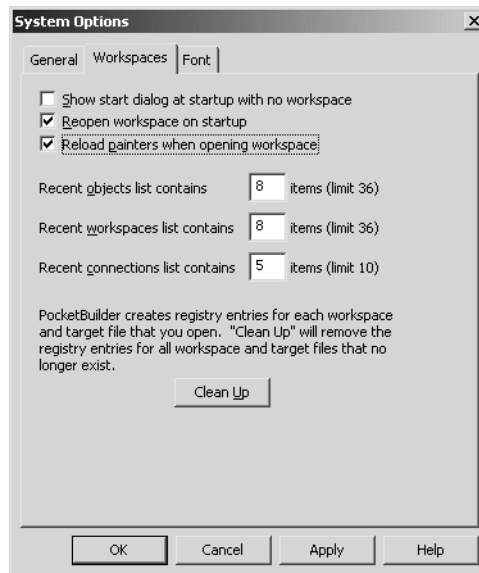 System Options
General Workspaces Font
Show start dialog at startup with no workspace
Reopen workspace on startup
Reload painters when opening workspace
Recent objects list contains 8 items (limit 36)
Recent workspaces list contains 8 items (limit 36)
Recent connections list contains 5 items (limit 10)
PocketBuilder creates registry entries for each workspace
and target file that you open. "Clean Up" will remove the
registry entries for all workspace and target files that no
longer exist.
Clean Up
OK Cancel Apply Help